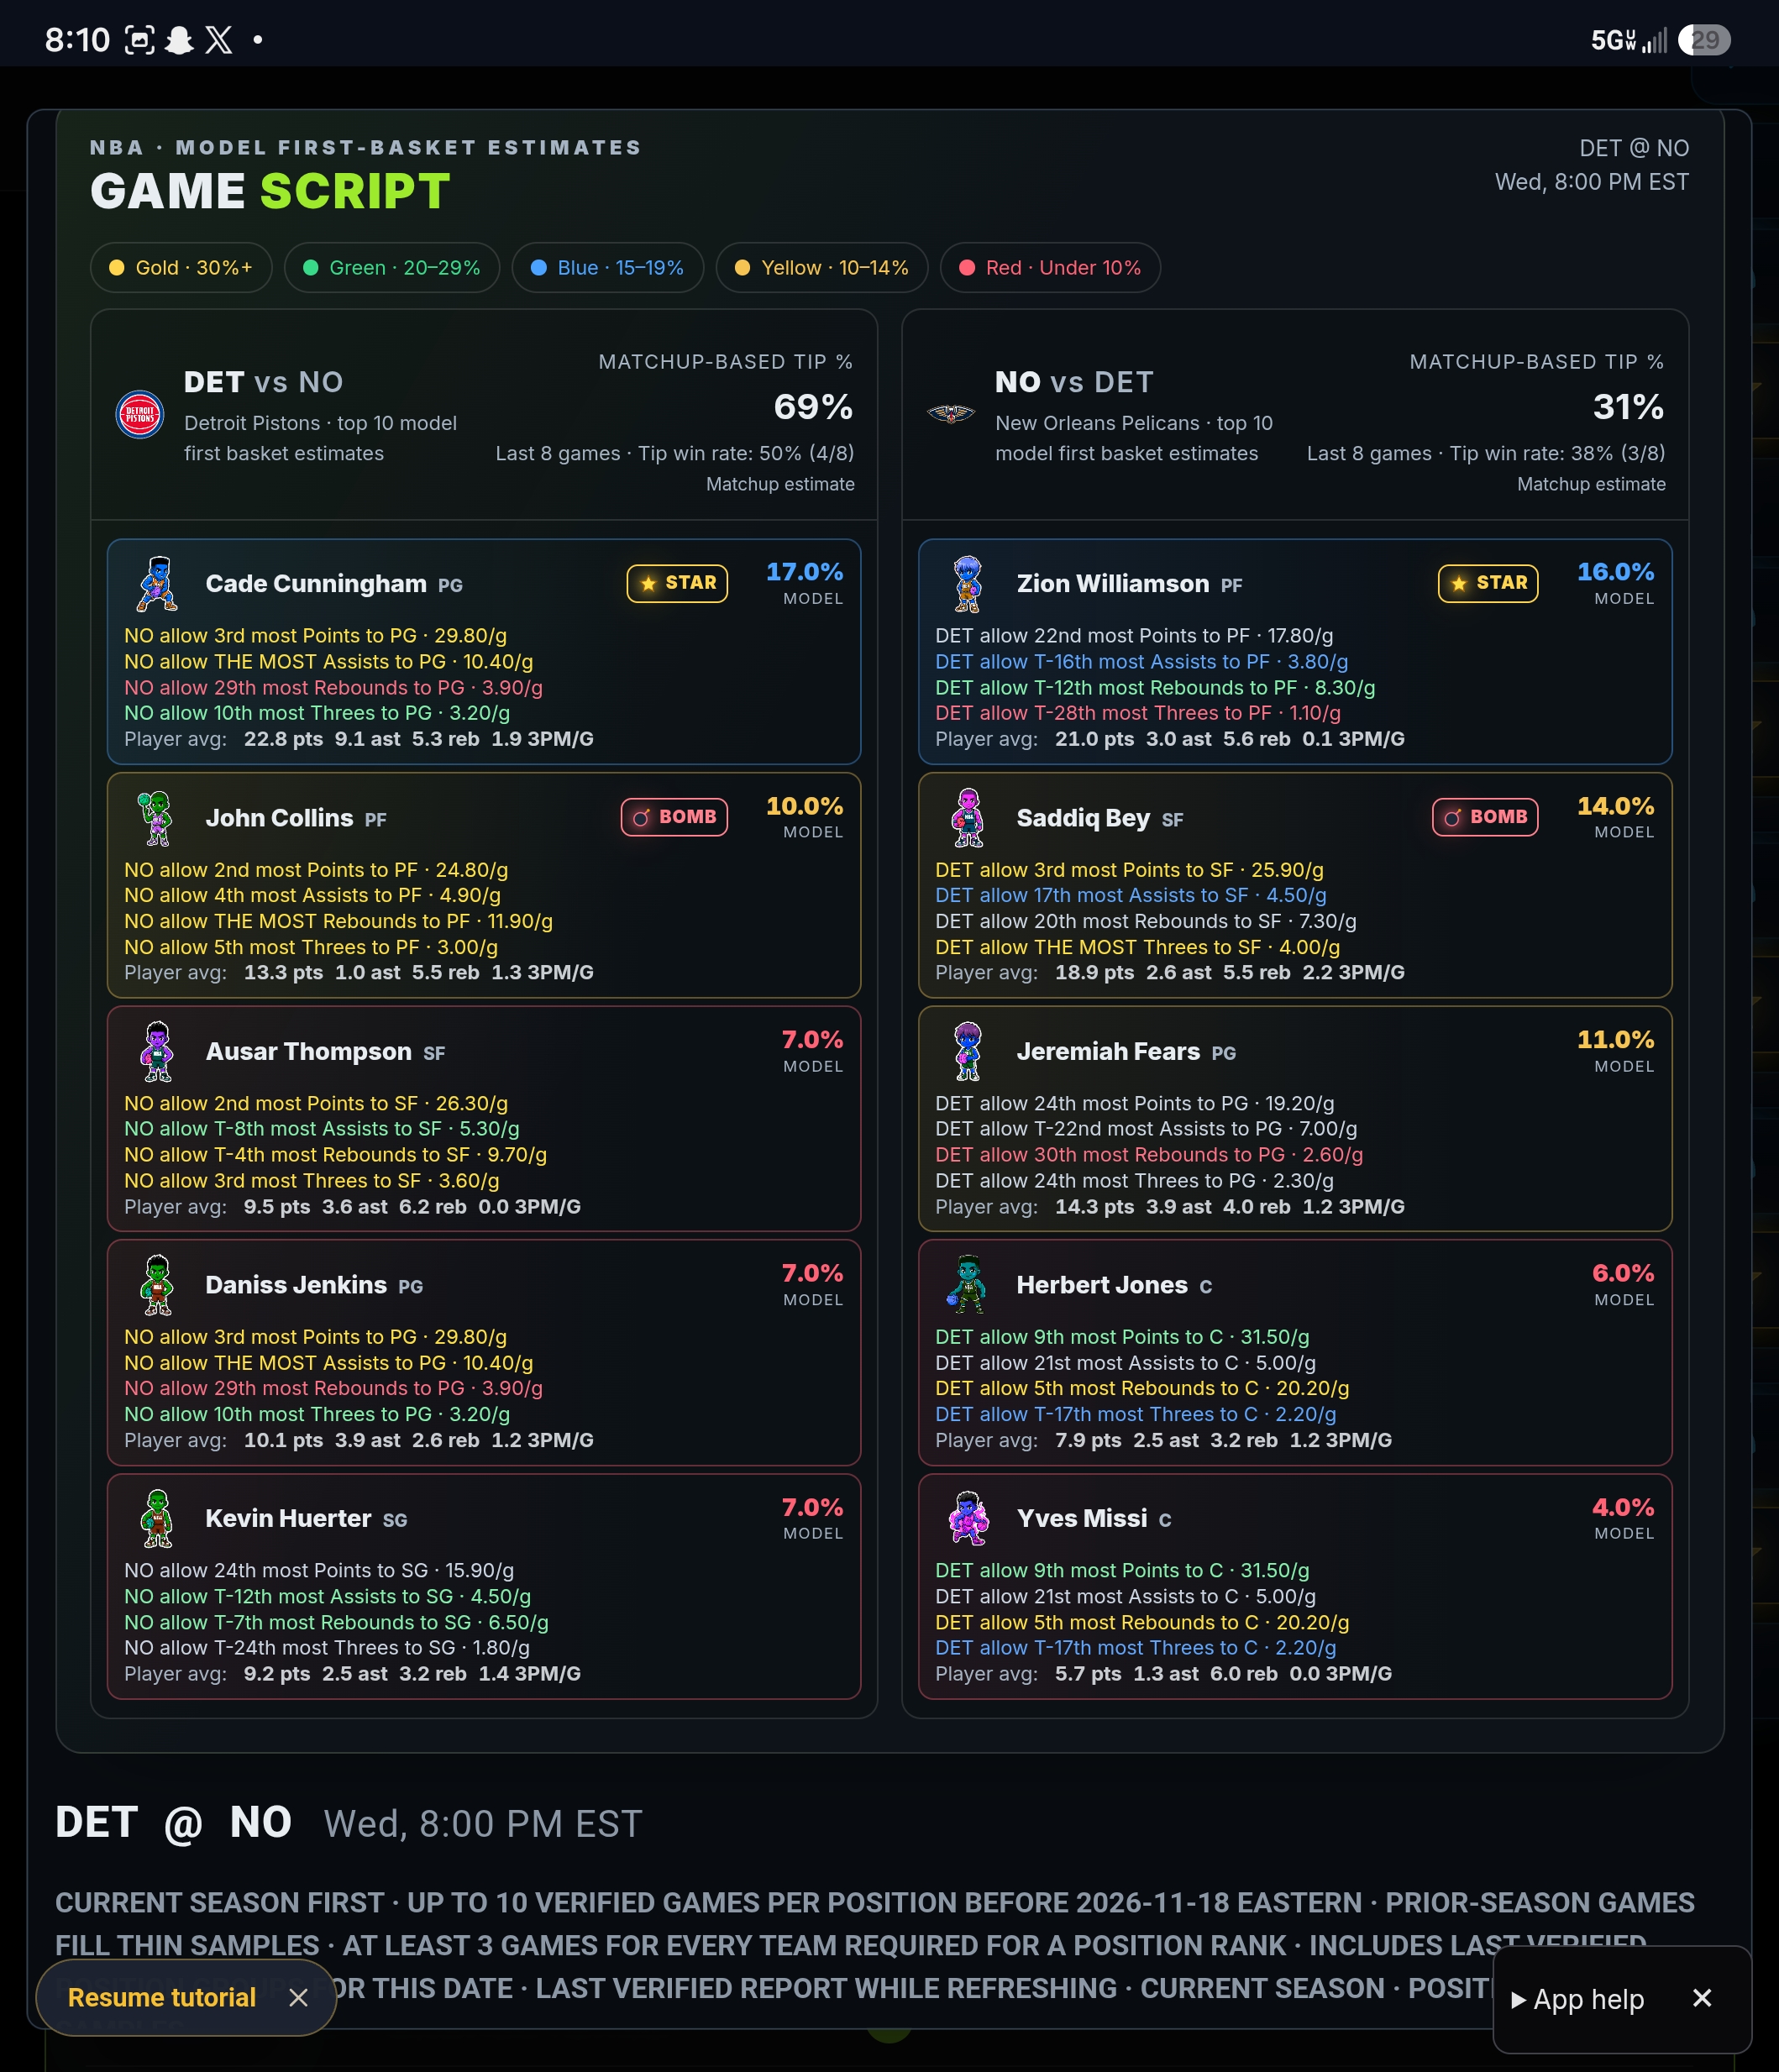 8:10
5G UW 29
NBA · MODEL FIRST-BASKET ESTIMATES
GAME SCRIPT
DET @ NO
Wed, 8:00 PM EST
Gold · 30%+ Green · 20–29% Blue · 15–19% Yellow · 10–14% Red · Under 10%
DETROIT PISTONS
DET vs NO
Detroit Pistons · top 10 model
first basket estimates
MATCHUP-BASED TIP %
69%
Last 8 games · Tip win rate: 50% (4/8)
Matchup estimate
Cade Cunningham PG STAR 17.0%
MODEL
NO allow 3rd most Points to PG · 29.80/g
NO allow THE MOST Assists to PG · 10.40/g
NO allow 29th most Rebounds to PG · 3.90/g
NO allow 10th most Threes to PG · 3.20/g
Player avg: 22.8 pts 9.1 ast 5.3 reb 1.9 3PM/G
John Collins PF BOMB 10.0%
MODEL
NO allow 2nd most Points to PF · 24.80/g
NO allow 4th most Assists to PF · 4.90/g
NO allow THE MOST Rebounds to PF · 11.90/g
NO allow 5th most Threes to PF · 3.00/g
Player avg: 13.3 pts 1.0 ast 5.5 reb 1.3 3PM/G
Ausar Thompson SF 7.0%
MODEL
NO allow 2nd most Points to SF · 26.30/g
NO allow T-8th most Assists to SF · 5.30/g
NO allow T-4th most Rebounds to SF · 9.70/g
NO allow 3rd most Threes to SF · 3.60/g
Player avg: 9.5 pts 3.6 ast 6.2 reb 0.0 3PM/G
Daniss Jenkins PG 7.0%
MODEL
NO allow 3rd most Points to PG · 29.80/g
NO allow THE MOST Assists to PG · 10.40/g
NO allow 29th most Rebounds to PG · 3.90/g
NO allow 10th most Threes to PG · 3.20/g
Player avg: 10.1 pts 3.9 ast 2.6 reb 1.2 3PM/G
Kevin Huerter SG 7.0%
MODEL
NO allow 24th most Points to SG · 15.90/g
NO allow T-12th most Assists to SG · 4.50/g
NO allow T-7th most Rebounds to SG · 6.50/g
NO allow T-24th most Threes to SG · 1.80/g
Player avg: 9.2 pts 2.5 ast 3.2 reb 1.4 3PM/G
NO vs DET
New Orleans Pelicans · top 10
model first basket estimates
MATCHUP-BASED TIP %
31%
Last 8 games · Tip win rate: 38% (3/8)
Matchup estimate
Zion Williamson PF STAR 16.0%
MODEL
DET allow 22nd most Points to PF · 17.80/g
DET allow T-16th most Assists to PF · 3.80/g
DET allow T-12th most Rebounds to PF · 8.30/g
DET allow T-28th most Threes to PF · 1.10/g
Player avg: 21.0 pts 3.0 ast 5.6 reb 0.1 3PM/G
Saddiq Bey SF BOMB 14.0%
MODEL
DET allow 3rd most Points to SF · 25.90/g
DET allow 17th most Assists to SF · 4.50/g
DET allow 20th most Rebounds to SF · 7.30/g
DET allow THE MOST Threes to SF · 4.00/g
Player avg: 18.9 pts 2.6 ast 5.5 reb 2.2 3PM/G
Jeremiah Fears PG 11.0%
MODEL
DET allow 24th most Points to PG · 19.20/g
DET allow T-22nd most Assists to PG · 7.00/g
DET allow 30th most Rebounds to PG · 2.60/g
DET allow 24th most Threes to PG · 2.30/g
Player avg: 14.3 pts 3.9 ast 4.0 reb 1.2 3PM/G
Herbert Jones C 6.0%
MODEL
DET allow 9th most Points to C · 31.50/g
DET allow 21st most Assists to C · 5.00/g
DET allow 5th most Rebounds to C · 20.20/g
DET allow T-17th most Threes to C · 2.20/g
Player avg: 7.9 pts 2.5 ast 3.2 reb 1.2 3PM/G
Yves Missi C 4.0%
MODEL
DET allow 9th most Points to C · 31.50/g
DET allow 21st most Assists to C · 5.00/g
DET allow 5th most Rebounds to C · 20.20/g
DET allow T-17th most Threes to C · 2.20/g
Player avg: 5.7 pts 1.3 ast 6.0 reb 0.0 3PM/G
DET @ NO Wed, 8:00 PM EST
CURRENT SEASON FIRST · UP TO 10 VERIFIED GAMES PER POSITION BEFORE 2026-11-18 EASTERN · PRIOR-SEASON GAMES
FILL THIN SAMPLES · AT LEAST 3 GAMES FOR EVERY TEAM REQUIRED FOR A POSITION RANK · INCLUDES LAST VERIFIED
POSITION GROUPS FOR THIS DATE · LAST VERIFIED REPORT WHILE REFRESHING · CURRENT SEASON ·
Resume tutorial ✕
▶ App help ✕